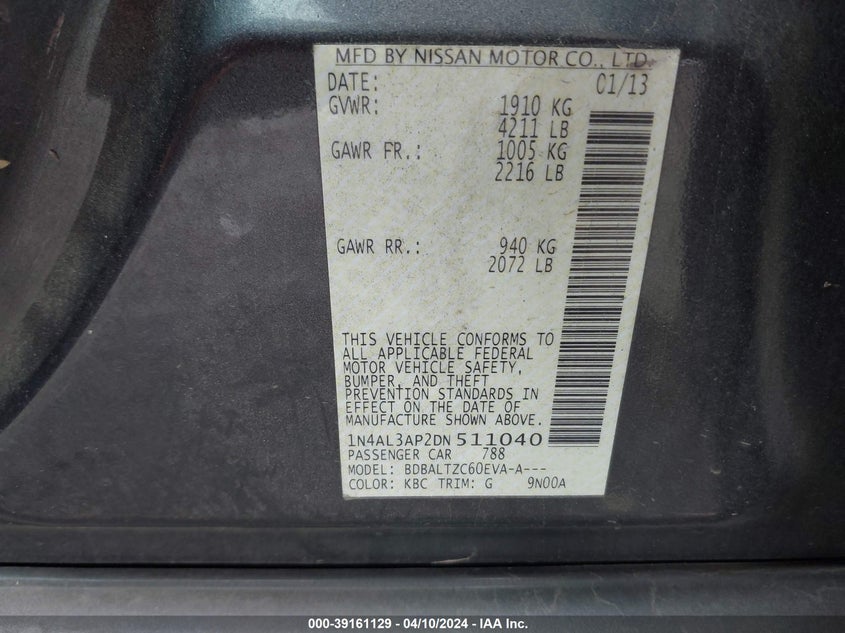 MFD BY NISSAN MOTOR CO., LTD.
DATE: 01/13
GVWR: 1910 KG
4211 LB
GAWR FR.: 1005 KG
2216 LB
GAWR RR.: 940 KG
2072 LB
THIS VEHICLE CONFORMS TO
ALL APPLICABLE FEDERAL
MOTOR VEHICLE SAFETY,
BUMPER, AND THEFT
PREVENTION STANDARDS IN
EFFECT ON THE DATE OF
MANUFACTURE SHOWN ABOVE.
1N4AL3AP2DN 511040
PASSENGER CAR 788
MODEL: BDBALTZC60EVA-A---
COLOR: KBC TRIM: G 9N00A
000-39161129 — 04/10/2024 — IAA Inc.